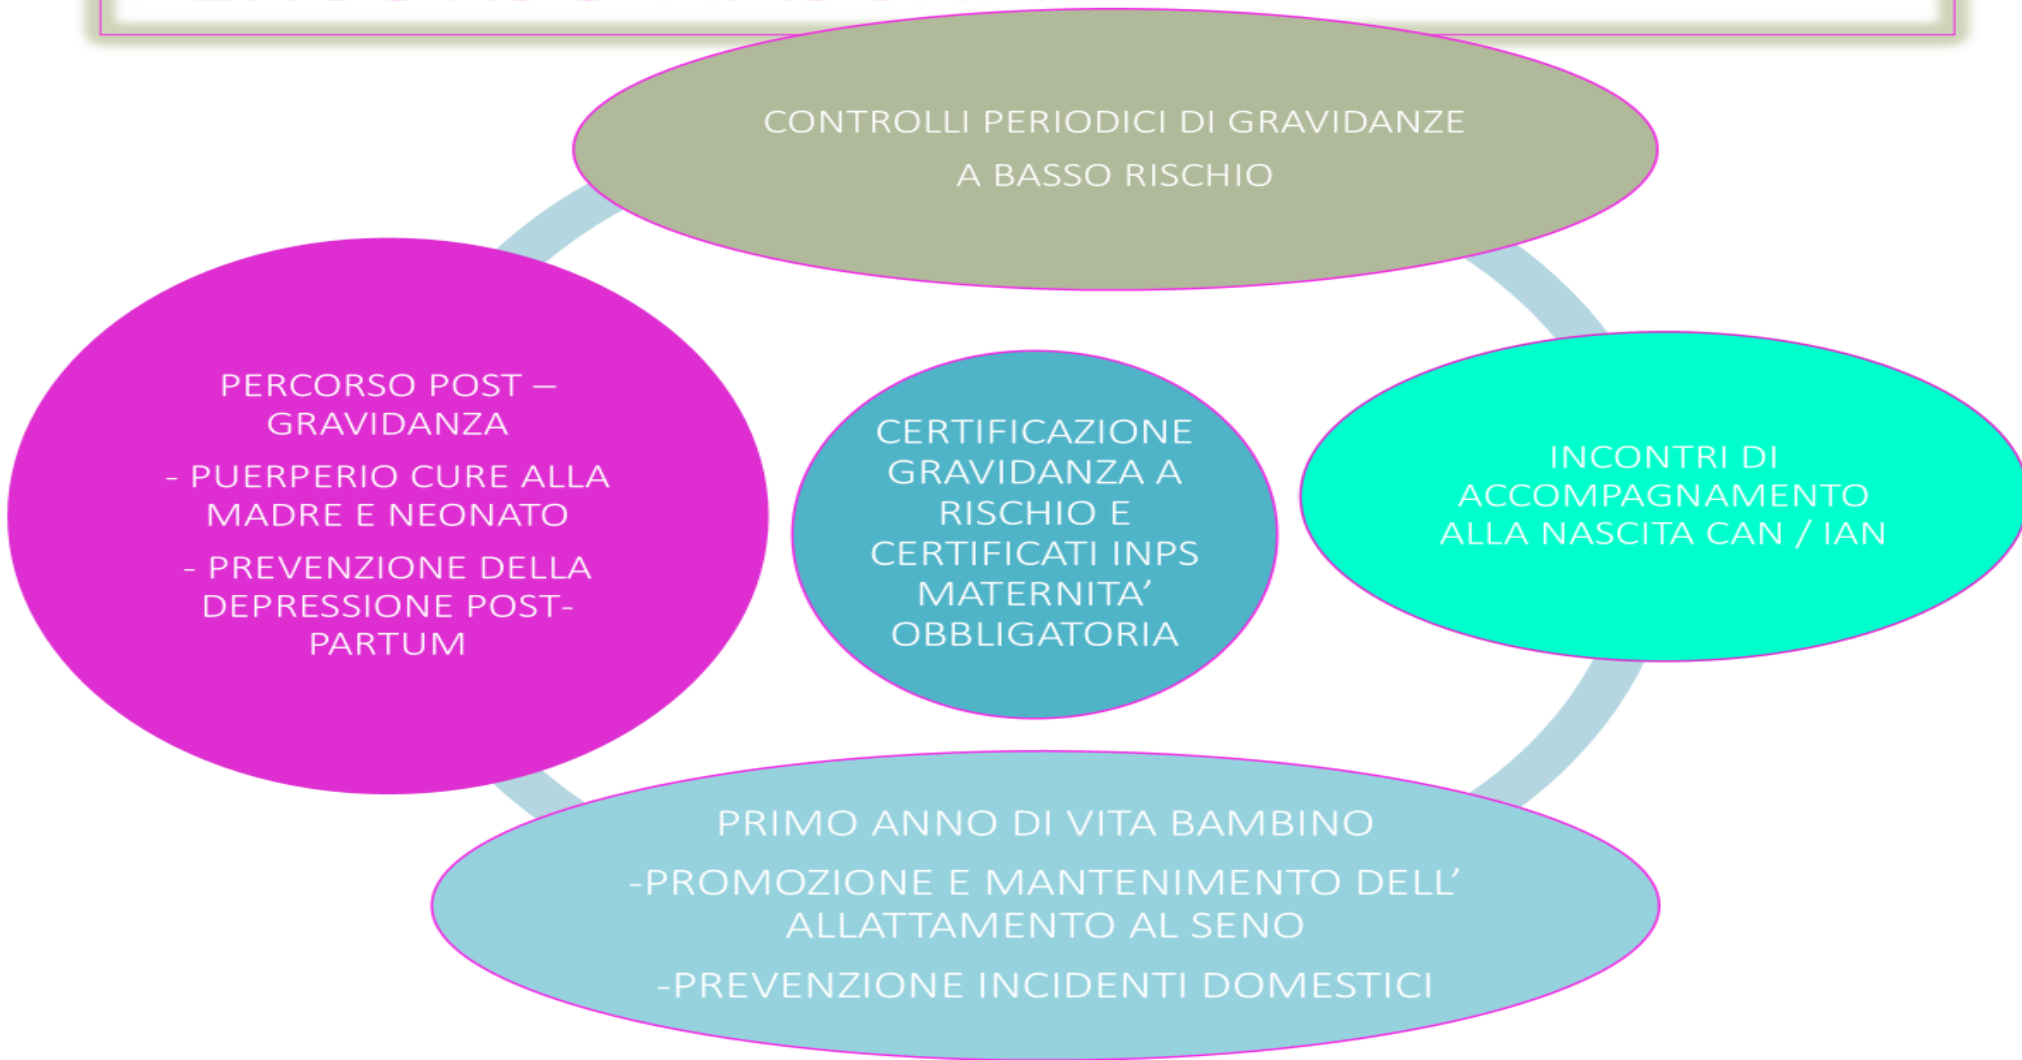 CONTROLLI PERIODICI DI GRAVIDANZE
A BASSO RISCHIO
PERCORSO POST –
GRAVIDANZA
- PUERPERIO CURE ALLA
MADRE E NEONATO
- PREVENZIONE DELLA
DEPRESSIONE POST-
PARTUM
CERTIFICAZIONE
GRAVIDANZA A
RISCHIO E
CERTIFICATI INPS
MATERNITA’
OBBLIGATORIA
INCONTRI DI
ACCOMPAGNAMENTO
ALLA NASCITA CAN / IAN
PRIMO ANNO DI VITA BAMBINO
-PROMOZIONE E MANTENIMENTO DELL’
ALLATTAMENTO AL SENO
-PREVENZIONE INCIDENTI DOMESTICI